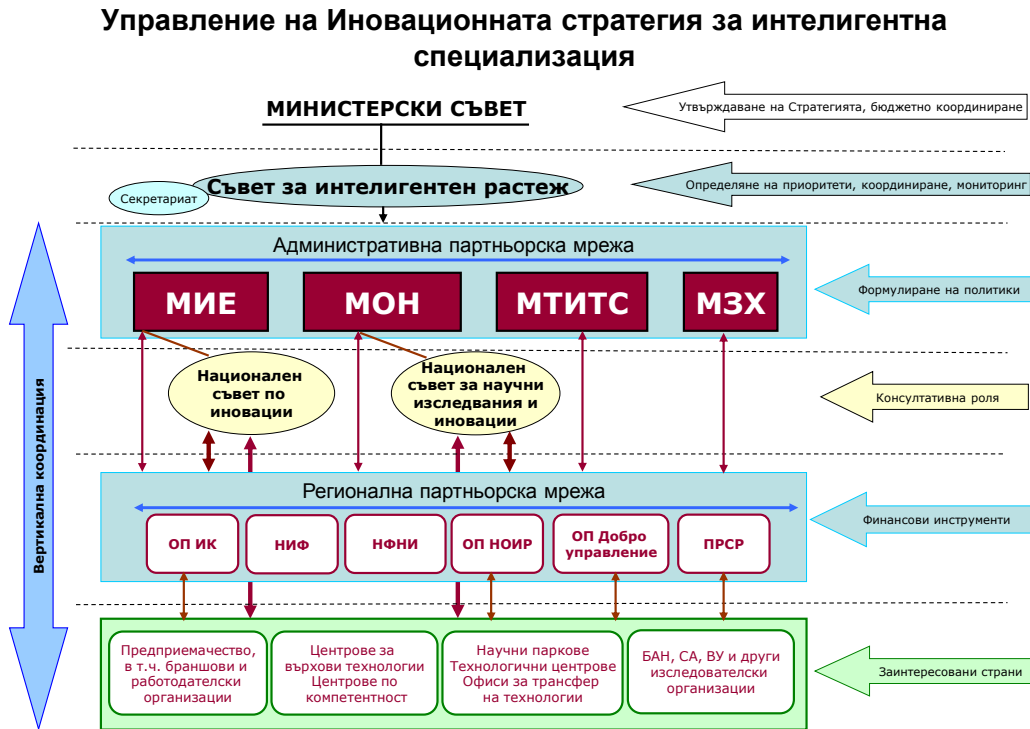 Управление на Иновационната стратегия за интелигентна
специализация
МИНИСТЕРСКИ СЪВЕТ
Утвърждаване на Стратегията, бюджетно координиране
Съвет за интелигентен растеж
Секретариат
Определяне на приоритети, координиране, мониторинг
Административна партньорска мрежа
МИЕ
МОН
МТИТС
МЗХ
Формулиране на политики
Национален
съвет по
иновации
Национален
съвет за научни
изследвания и
иновации
Консултативна роля
Вертикална координация
Регионална партньорска мрежа
ОП ИК
НИФ
НФНИ
ОП НОИР
ОП Добро
управление
ПРСР
Финансови инструменти
Предприемачество,
в т.ч. браншови и
работодателски
организации
Центрове за
върхови технологии
Центрове по
компетентност
Научни паркове
Технологични центрове
Офиси за трансфер
на технологии
БАН, СА, ВУ и други
изследователски
организации
Заинтересовани страни